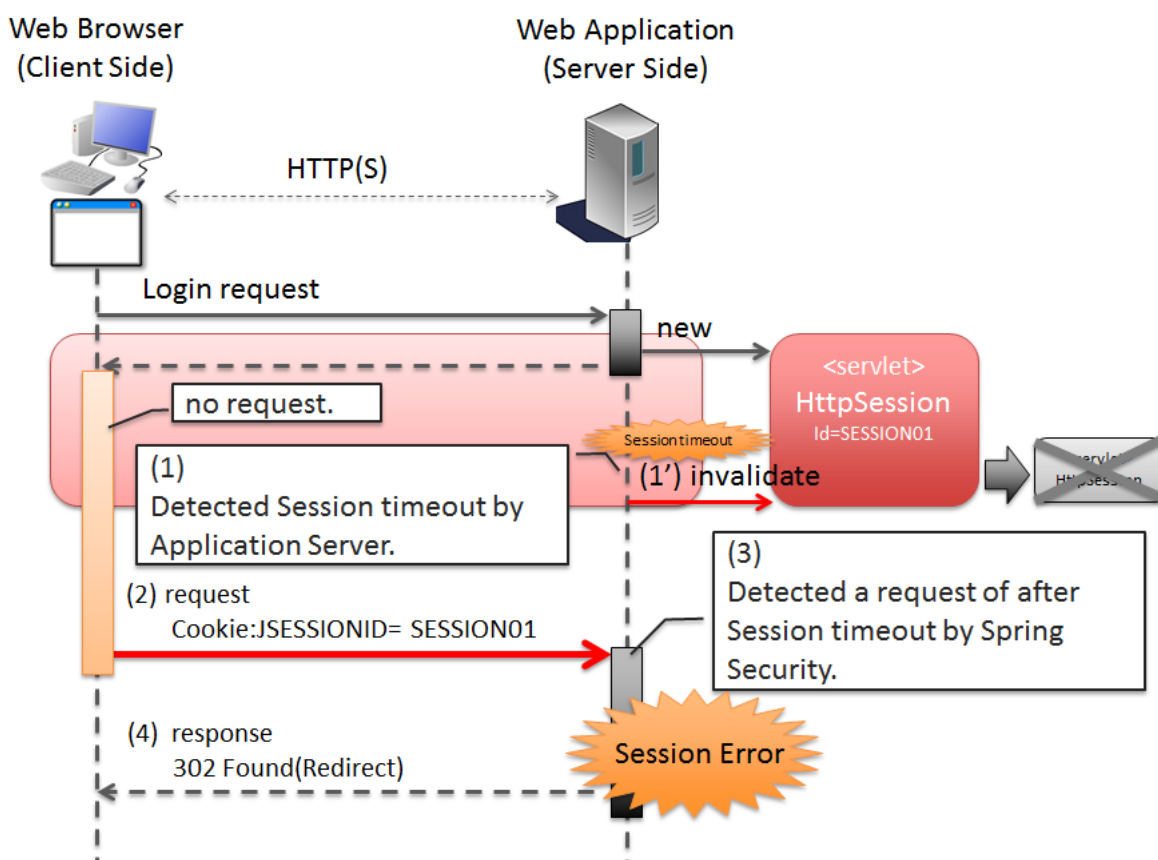 Web Browser
(Client Side)
Web Application
(Server Side)
HTTP(S)
Login request
new
<servlet>
HttpSession
Id=SESSION01
no request.
Session timeout
(1)
Detected Session timeout by
Application Server.
(1’) invalidate
HttpSession
(2) request
Cookie:JSESSIONID= SESSION01
(3)
Detected a request of after
Session timeout by Spring
Security.
(4) response
302 Found(Redirect)
Session Error